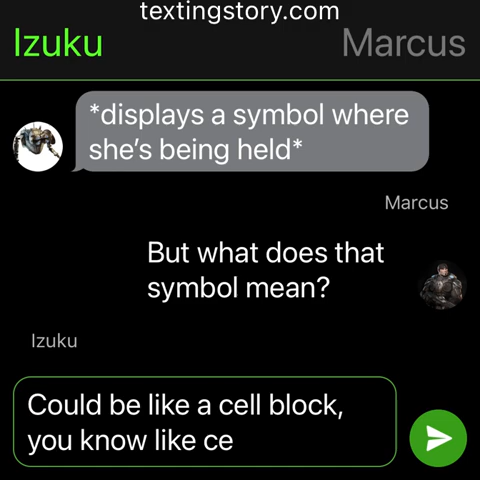 textingstory.com
Izuku
Marcus
*displays a symbol where
she's being held*
Marcus
But what does that
symbol mean?
Izuku
Could be like a cell block,
you know like ce